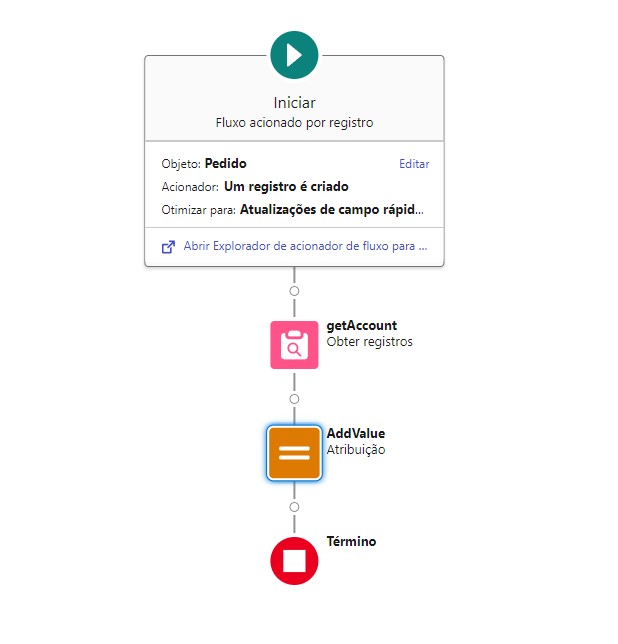 Iniciar
Fluxo acionado por registro
Objeto: Pedido Editar
Acionador: Um registro é criado
Otimizar para: Atualizações de campo rápid...
Abrir Explorador de acionador de fluxo para ...
getAccount
Obter registros
AddValue
Atribuição
Término